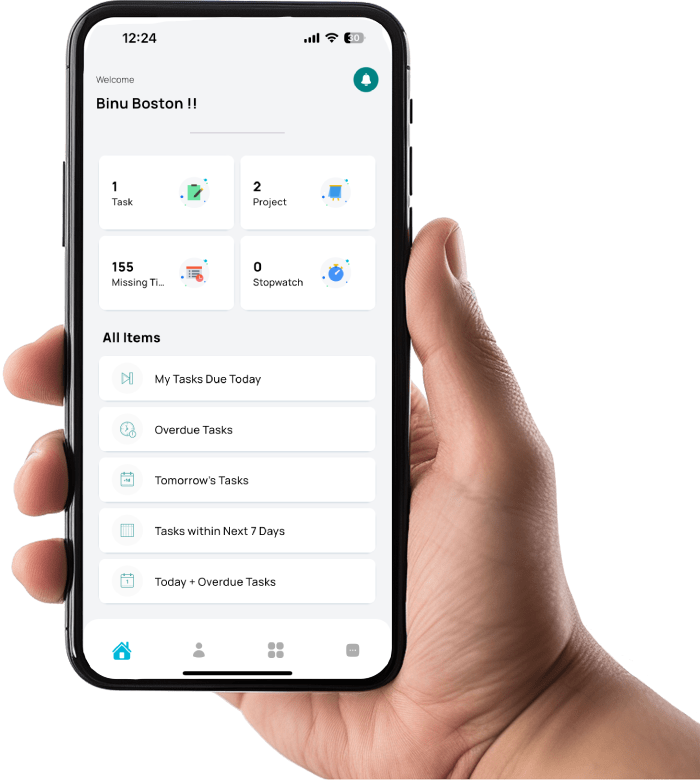 12:24
30
Welcome
Binu Boston !!
1
Task
2
Project
155
Missing Ti...
0
Stopwatch
All Items
My Tasks Due Today
Overdue Tasks
Tomorrow's Tasks
Tasks within Next 7 Days
1
Today + Overdue Tasks